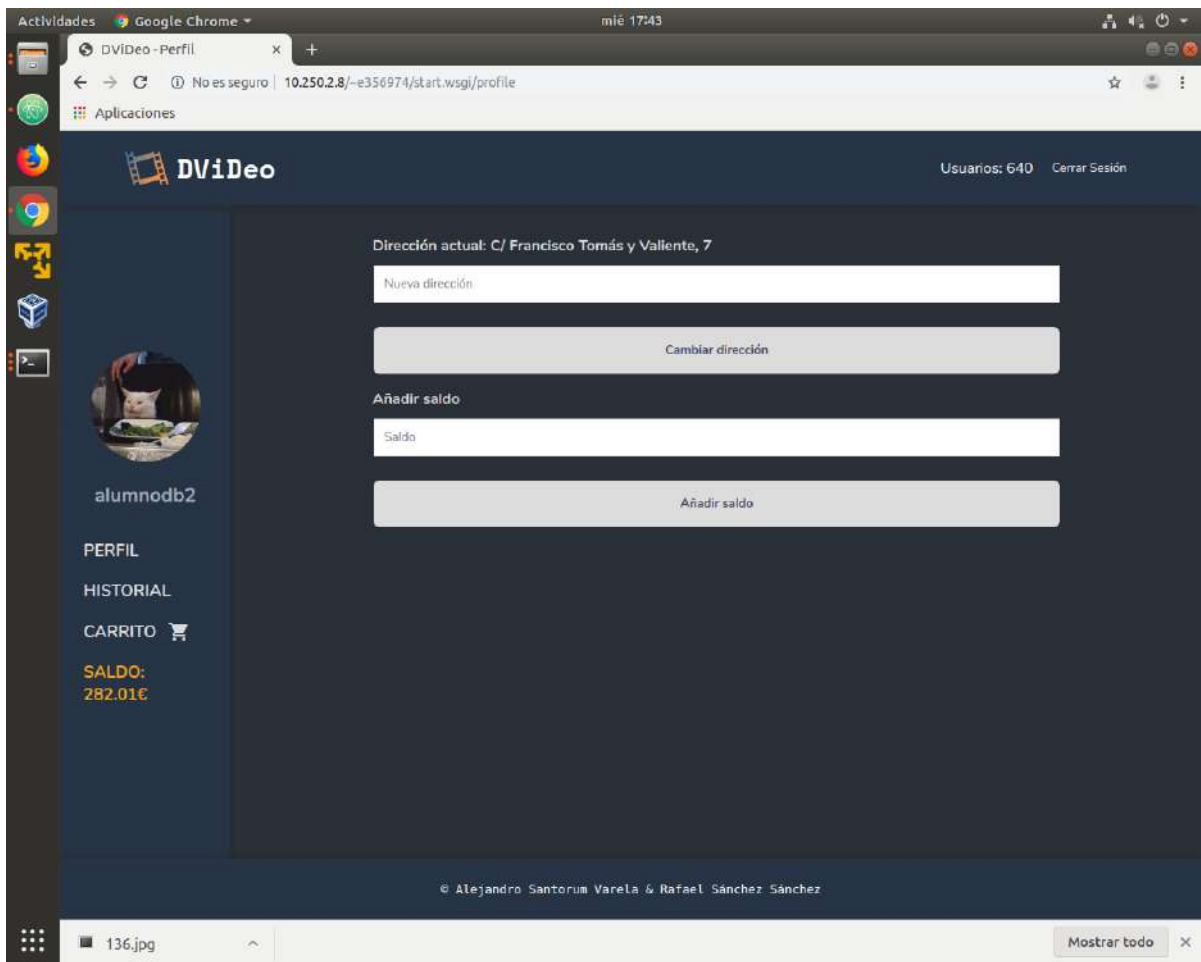 Actividades Google Chrome mié 17:43
DViDeo - Perfil
No es seguro 10.250.2.8/~e356974/start.wsgi/profile
Aplicaciones
DViDeo Usuarios: 640 Cerrar Sesión
Dirección actual: C/ Francisco Tomás y Valiente, 7
Nueva dirección
Cambiar dirección
Añadir saldo
Saldo
Añadir saldo
alumnodb2
PERFIL
HISTORIAL
CARRITO
SALDO:
282.01€
© Alejandro Santorum Varela & Rafael Sánchez Sánchez
136.jpg Mostrar todo